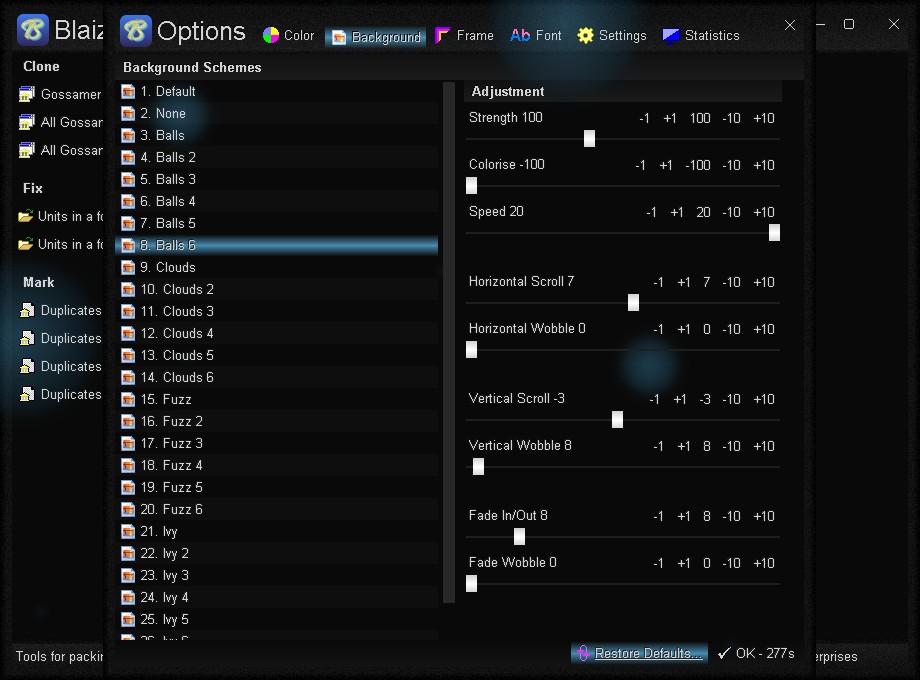 Blaiz
Options
Color
Background
Frame
Font
Settings
Statistics
Clone
Gossamer
All Gossar
All Gossar
Fix
Units in a fo
Units in a fo
Mark
Duplicates
Duplicates
Duplicates
Duplicates
Tools for packin
Background Schemes
1. Default
2. None
3. Balls
4. Balls 2
5. Balls 3
6. Balls 4
7. Balls 5
8. Balls 6
9. Clouds
10. Clouds 2
11. Clouds 3
12. Clouds 4
13. Clouds 5
14. Clouds 6
15. Fuzz
16. Fuzz 2
17. Fuzz 3
18. Fuzz 4
19. Fuzz 5
20. Fuzz 6
21. Ivy
22. Ivy 2
23. Ivy 3
24. Ivy 4
25. Ivy 5
26. Ivy 6
Adjustment
Strength 100 -1 +1 100 -10 +10
Colorise -100 -1 +1 -100 -10 +10
Speed 20 -1 +1 20 -10 +10
Horizontal Scroll 7 -1 +1 7 -10 +10
Horizontal Wobble 0 -1 +1 0 -10 +10
Vertical Scroll -3 -1 +1 -3 -10 +10
Vertical Wobble 8 -1 +1 8 -10 +10
Fade In/Out 8 -1 +1 8 -10 +10
Fade Wobble 0 -1 +1 0 -10 +10
Restore Defaults... OK - 277s
erprises